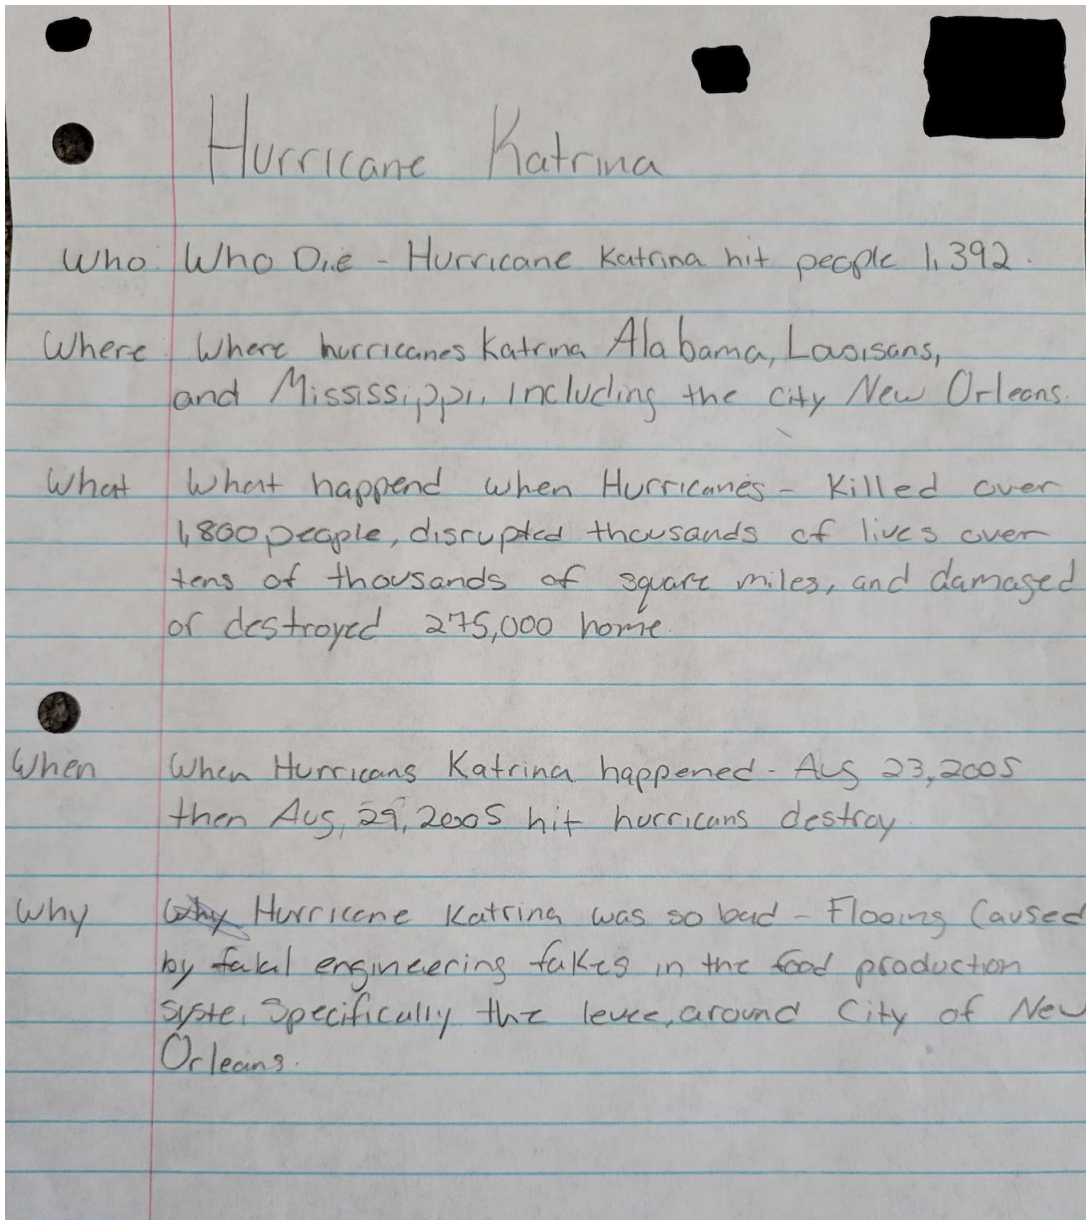 Hurricane Katrina
Who Who Die - Hurricane Katrina hit people 1,392.
Where Where hurricanes Katrina Alabama, Laoisans,
and Mississippi, including the city New Orleans.
What What happend when Hurricanes - Killed over
1,800 people, disrupted thousands of lives over
tens of thousands of square miles, and damaged
or destroyed 275,000 home.
When When Hurricans Katrina happened - Aug 23, 2005
then Aug, 29, 2005 hit hurricans destroy.
Why Why Hurricane Katrina was so bad - Flooing Caused
by fakal engineering fakes in the food production
syste. Specifically the levee, around City of New
Orleans.